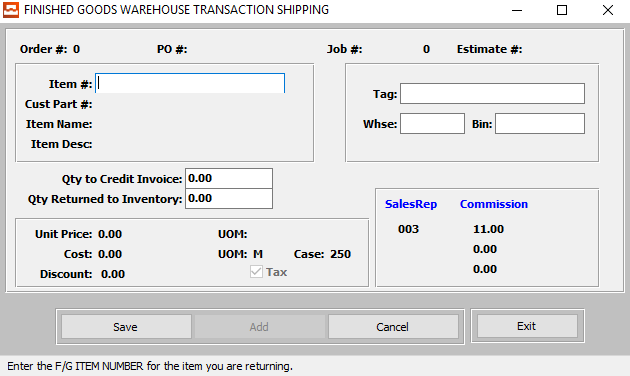 FINISHED GOODS WAREHOUSE TRANSACTION SHIPPING
Order #: 0 PO #: Job #: 0 Estimate #:
Item #:
Cust Part #:
Item Name:
Item Desc:
Tag:
Whse: Bin:
Qty to Credit Invoice: 0.00
Qty Returned to Inventory: 0.00
Unit Price: 0.00 UOM:
Cost: 0.00 UOM: M Case: 250
Discount: 0.00 Tax
SalesRep Commission
003 11.00
0.00
0.00
Save Add Cancel Exit
Enter the F/G ITEM NUMBER for the item you are returning.